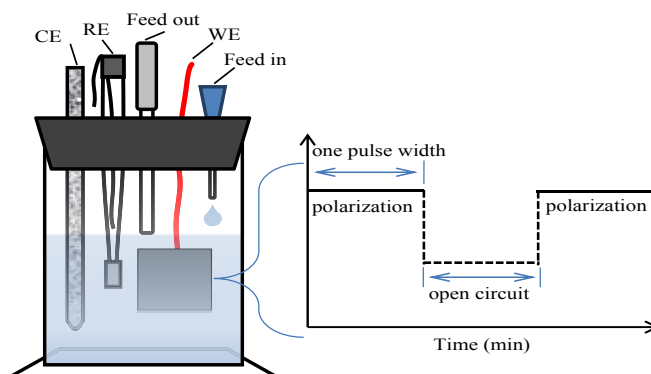 Feed out
CE
RE
WE
Feed in
one pulse width
polarization
polarization
open circuit
Time (min)